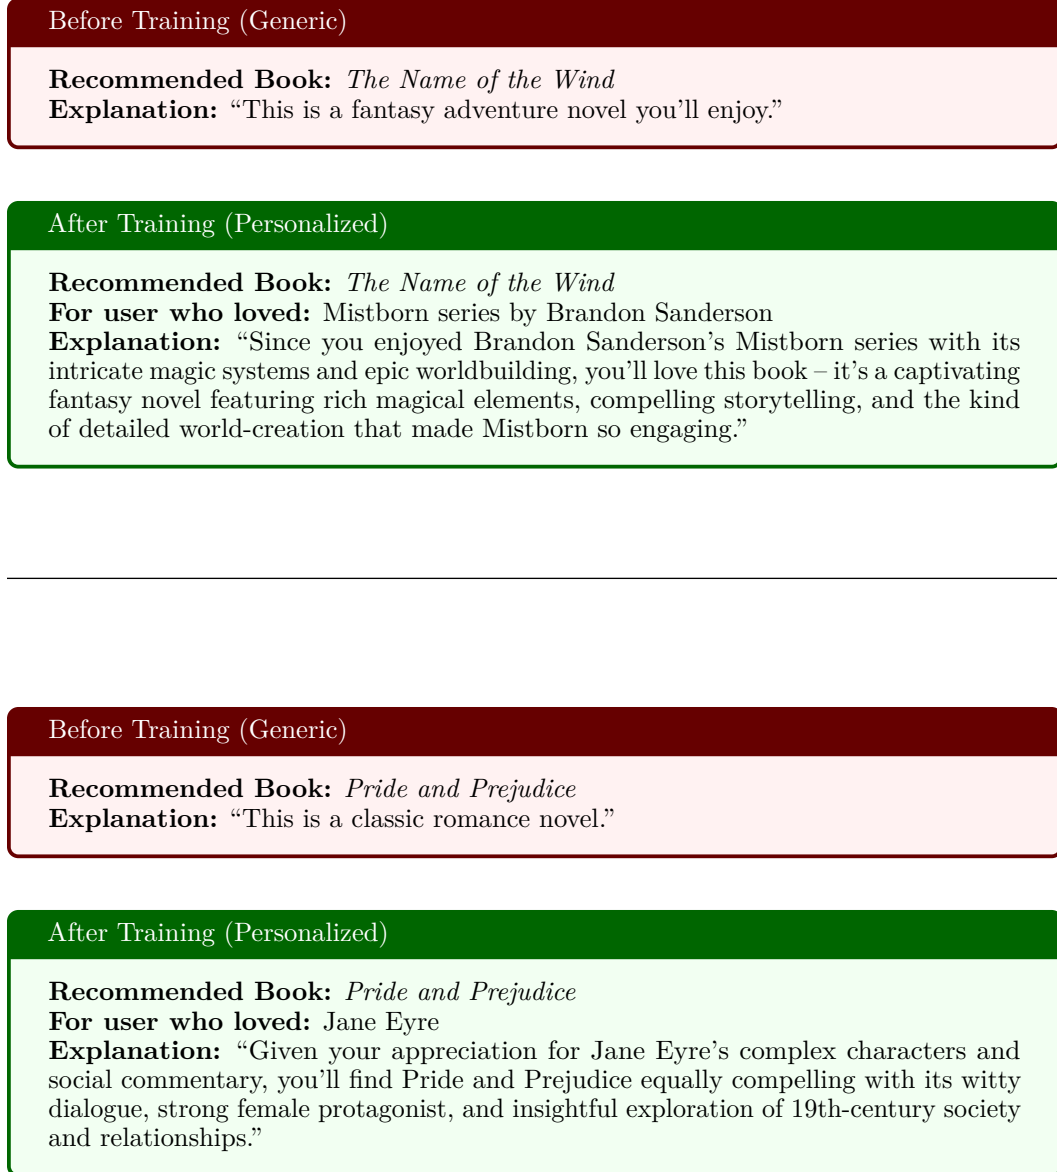 Before Training (Generic)
Recommended Book: The Name of the Wind
Explanation: “This is a fantasy adventure novel you’ll enjoy.”
After Training (Personalized)
Recommended Book: The Name of the Wind
For user who loved: Mistborn series by Brandon Sanderson
Explanation: “Since you enjoyed Brandon Sanderson’s Mistborn series with its
intricate magic systems and epic worldbuilding, you’ll love this book – it’s a captivating
fantasy novel featuring rich magical elements, compelling storytelling, and the kind
of detailed world-creation that made Mistborn so engaging.”
Before Training (Generic)
Recommended Book: Pride and Prejudice
Explanation: “This is a classic romance novel.”
After Training (Personalized)
Recommended Book: Pride and Prejudice
For user who loved: Jane Eyre
Explanation: “Given your appreciation for Jane Eyre’s complex characters and
social commentary, you’ll find Pride and Prejudice equally compelling with its witty
dialogue, strong female protagonist, and insightful exploration of 19th-century society
and relationships.”